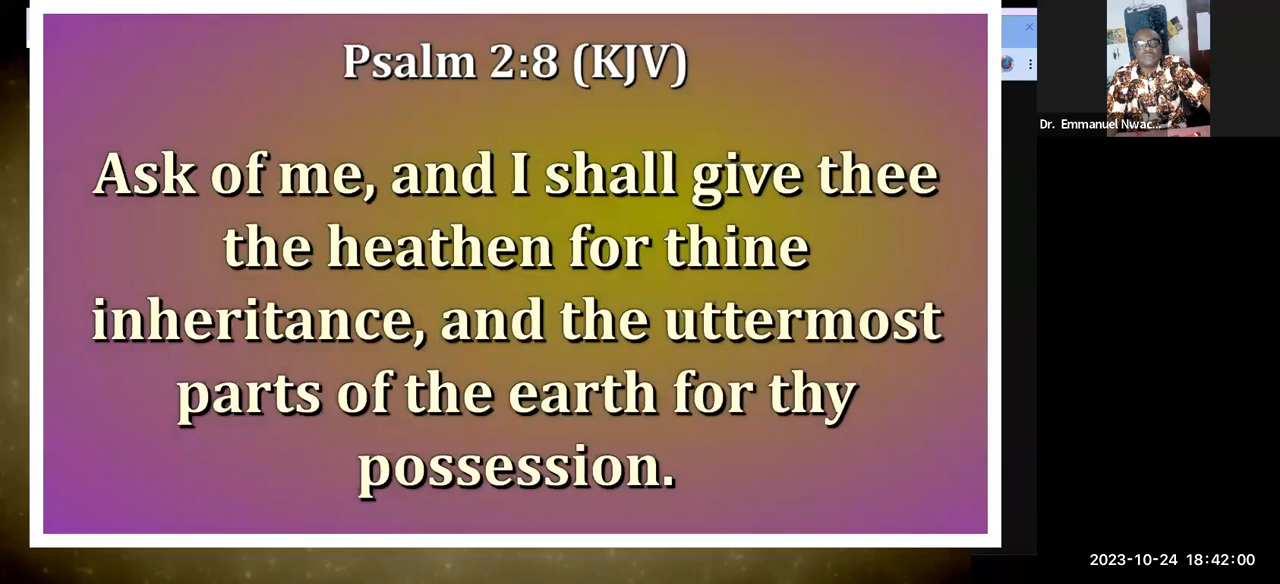 Psalm 2:8 (KJV)
Ask of me, and I shall give thee
the heathen for thine
inheritance, and the uttermost
parts of the earth for thy
possession.
Dr. Emmanuel Nwac...
2023-10-24 18:42:00